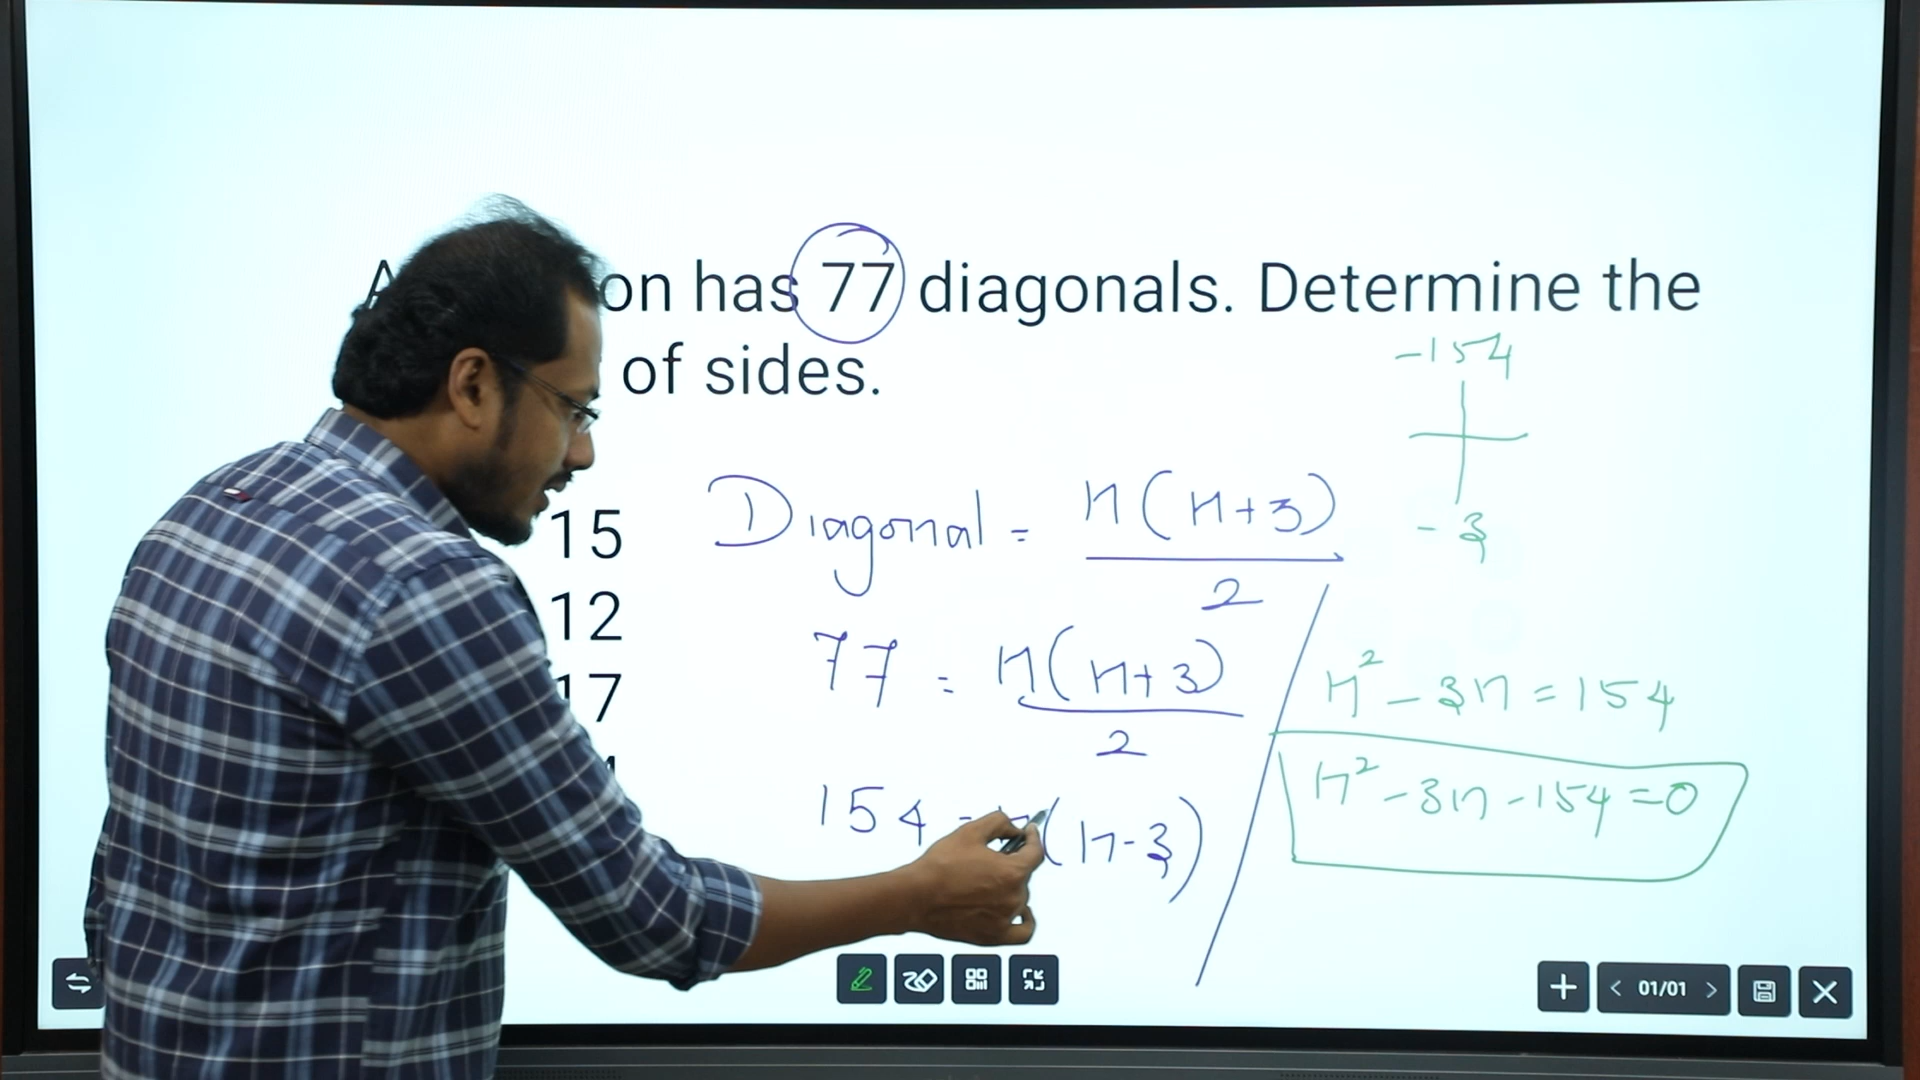 on has 77 diagonals. Determine the
of sides.
-154
-3
15
12
17
Diagonal = n(n+3)
2
77 = n(n+3)
2
154 = n(n-3)
n² - 3n = 154
n² - 3n - 154 = 0
01/01